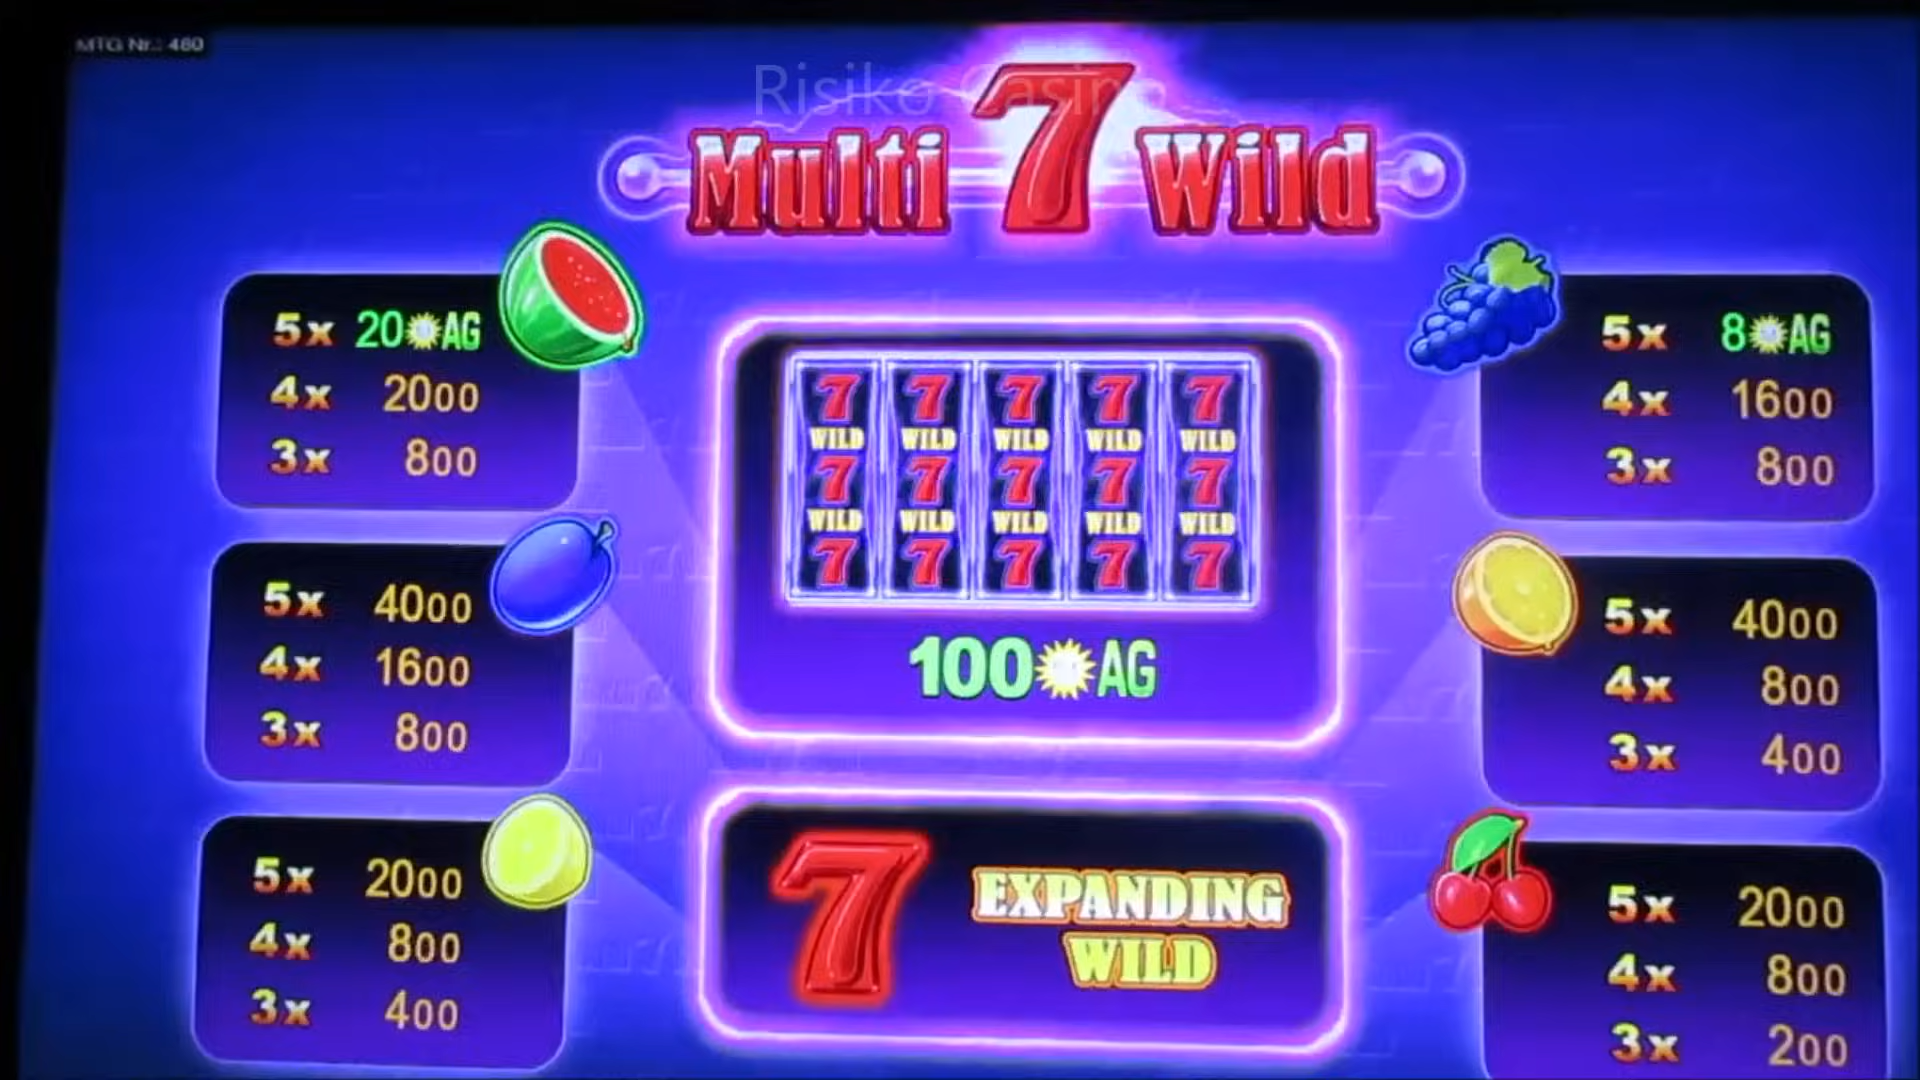 MTG Nr.: 460
Risiko Casino
Multi 7 Wild
5x 20 AG
4x 2000
3x 800
5x 4000
4x 1600
3x 800
5x 2000
4x 800
3x 400
7 7 7 7 7
WILD WILD WILD WILD WILD
7 7 7 7 7
WILD WILD WILD WILD WILD
7 7 7 7 7
100 AG
7 EXPANDING
WILD
5x 8 AG
4x 1600
3x 800
5x 4000
4x 800
3x 400
5x 2000
4x 800
3x 200